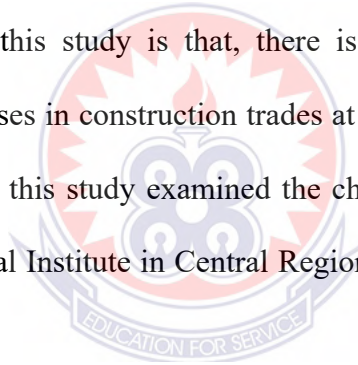 this study is that, there is
ses in construction trades at
this study examined the ch
al Institute in Central Region
EDUCATION FOR SERVICE